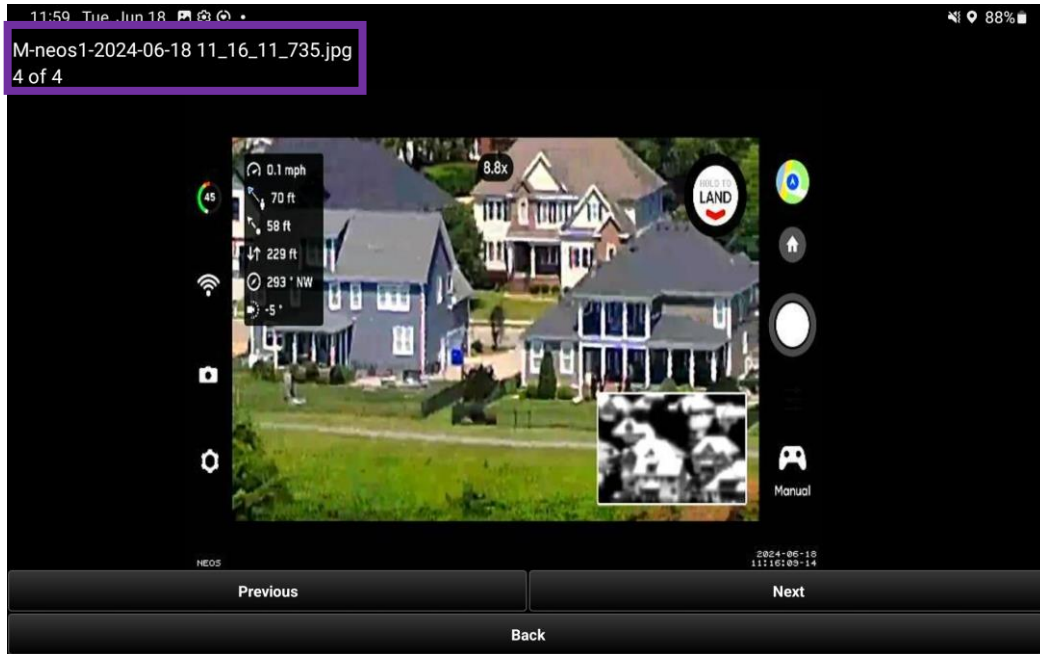 11:59 Tue, Jun 18
88%
M-neos1-2024-06-18 11_16_11_735.jpg
4 of 4
0.1 mph
70 ft
58 ft
229 ft
293 ° NW
-5 °
8.8x
HOLD TO
LAND
45
Manual
NEOS
2024-06-18
11:16:09-14
Previous
Next
Back